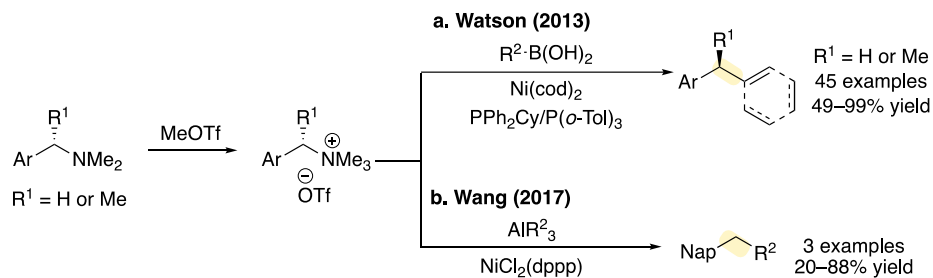 a. Watson (2013)
R²·B(OH)₂
Ni(cod)₂
PPh₂Cy/P(o-Tol)₃
R¹
Ar
R¹ = H or Me
45 examples
49–99% yield
R¹
Ar
NMe₂
R¹ = H or Me
MeOTf
R¹
Ar
NMe₃
⊕
⊖
OTf
b. Wang (2017)
AlR²₃
NiCl₂(dppp)
Nap
R²
3 examples
20–88% yield